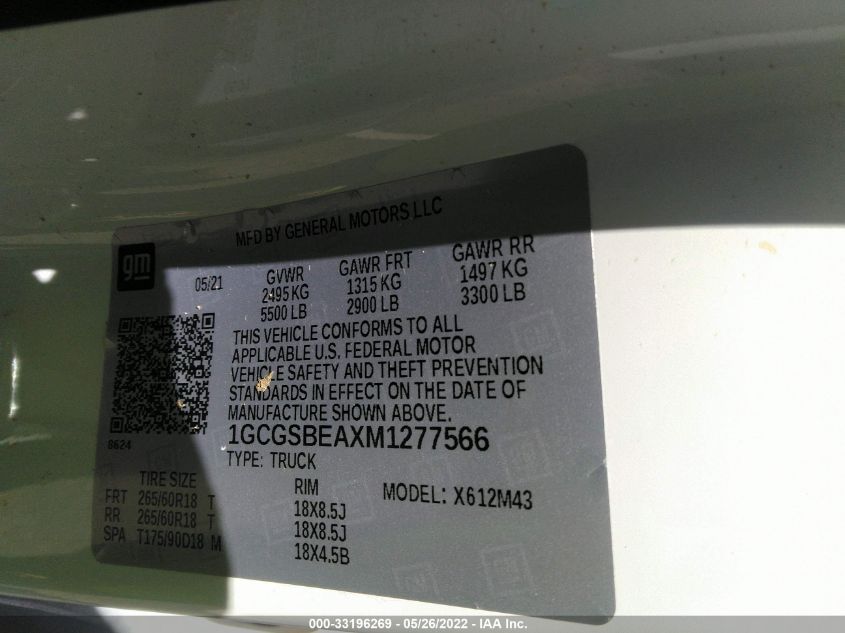 MFD BY GENERAL MOTORS LLC
gm
05/21
GVWR GAWR FRT GAWR RR
2495 KG 1315 KG 1497 KG
5500 LB 2900 LB 3300 LB
THIS VEHICLE CONFORMS TO ALL
APPLICABLE U.S. FEDERAL MOTOR
VEHICLE SAFETY AND THEFT PREVENTION
STANDARDS IN EFFECT ON THE DATE OF
MANUFACTURE SHOWN ABOVE.
8624
1GCGSBEAXM1277566
TYPE: TRUCK
TIRE SIZE RIM MODEL: X612M43
FRT 265/60R18 T 18X8.5J
RR 265/60R18 T 18X8.5J
SPA T175/90D18 M 18X4.5B
000-33196269 - 05/26/2022 - IAA Inc.